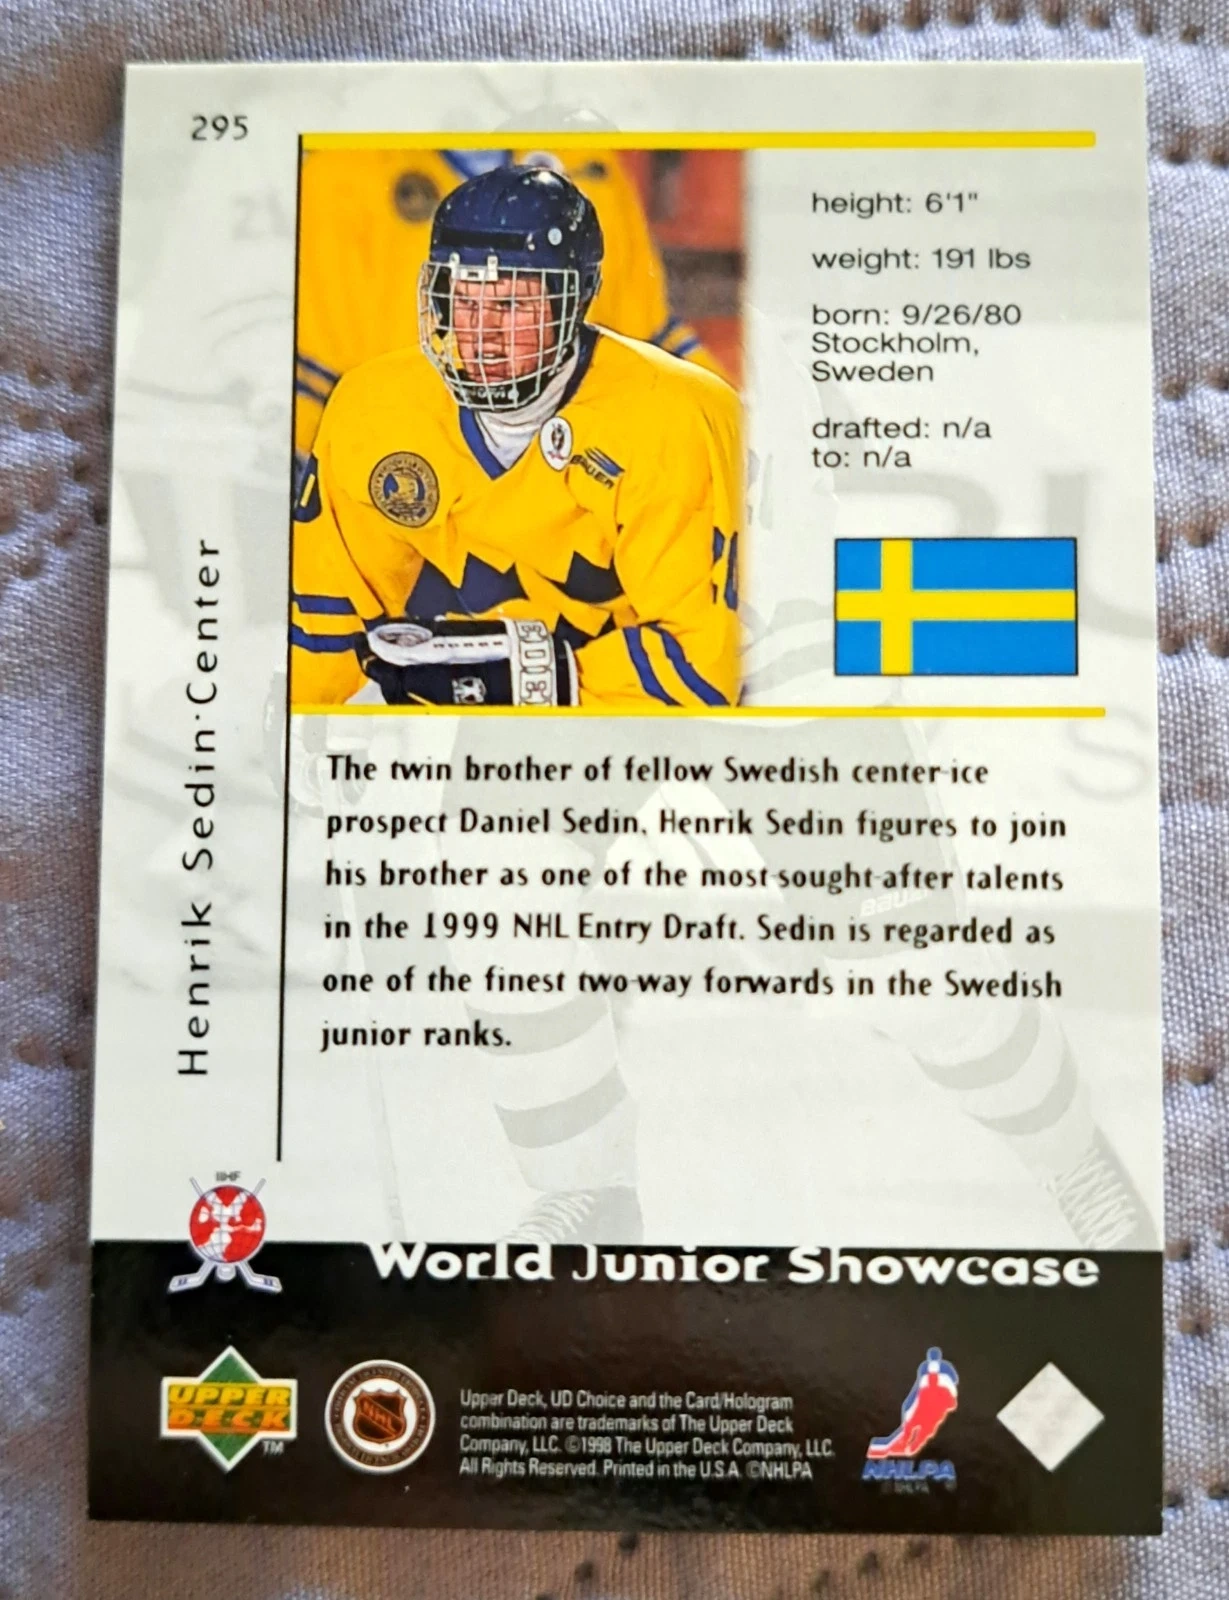 295
height: 6'1"
weight: 191 lbs
born: 9/26/80
Stockholm,
Sweden
drafted: n/a
to: n/a
BAUER
Henrik Sedin·Center
The twin brother of fellow Swedish center-ice
prospect Daniel Sedin, Henrik Sedin figures to join
his brother as one of the most-sought-after talents
in the 1999 NHL Entry Draft. Sedin is regarded as
one of the finest two-way forwards in the Swedish
junior ranks.
IIHF
World Junior Showcase
UPPER
DECK
TM
NHL
Upper Deck, UD Choice and the Card/Hologram
combination are trademarks of The Upper Deck
Company, LLC. ©1998 The Upper Deck Company, LLC.
All Rights Reserved. Printed in the U.S.A. ©NHLPA
NHLPA